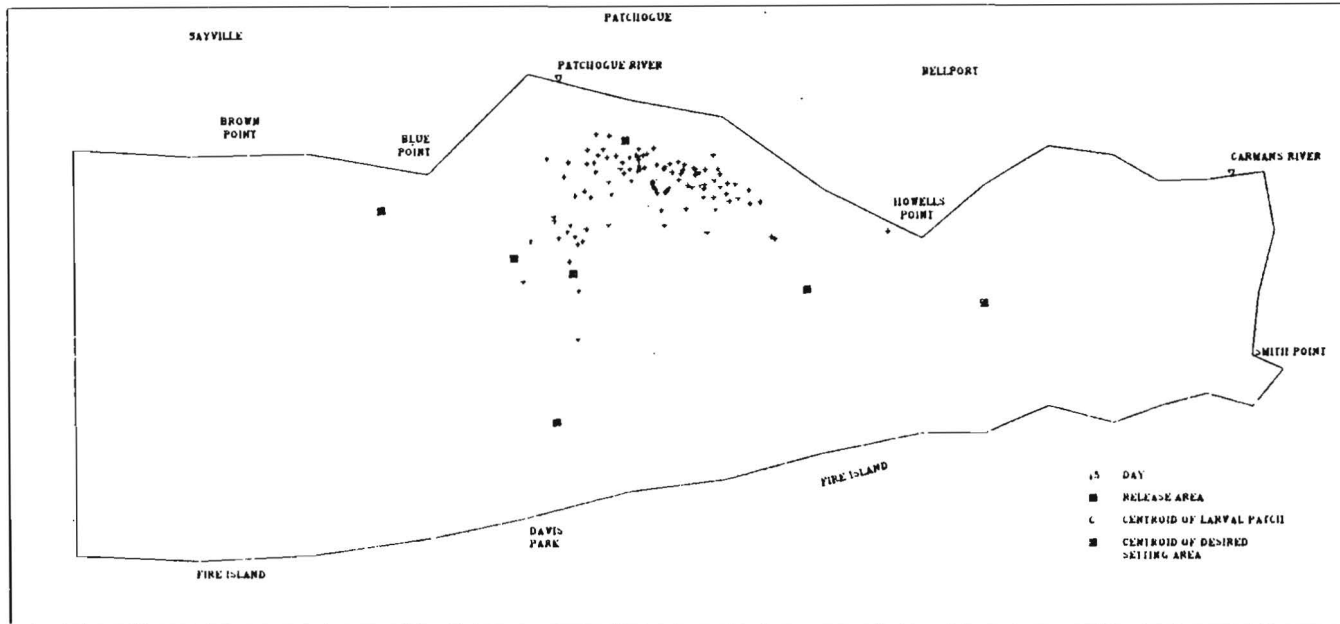 PATCHOGUE
SAYVILLE
PATCHOGUE RIVER
BELLPORT
BROWN
POINT
BLUE
POINT
CARMANS RIVER
HOWELLS
POINT
SMITH POINT
FIRE ISLAND
DAVIS
PARK
FIRE ISLAND
DAY
RELEASE AREA
C CENTROID OF LARVAL PATCH
CENTROID OF DESIRED
SETTING AREA